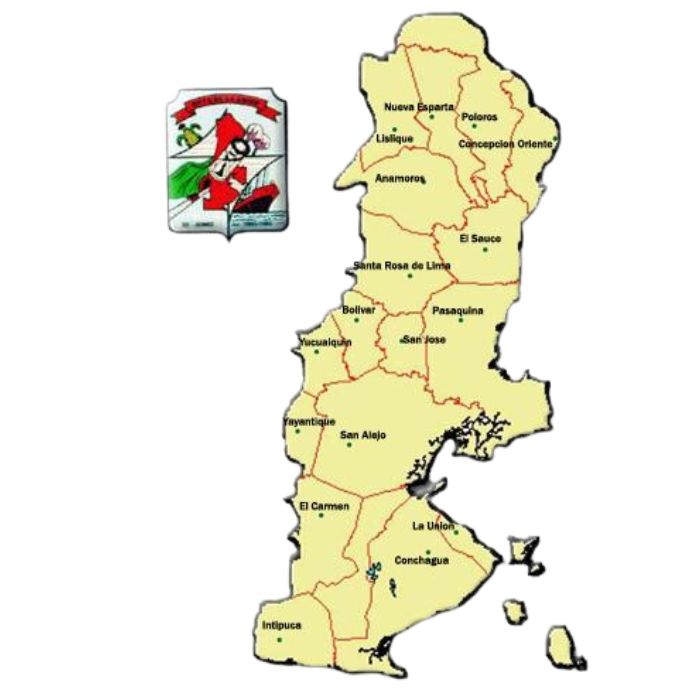 Nueva Esparta
Poloros
Lislique
Concepcion Oriente
Anamoros
El Sauce
Santa Rosa de Lima
Bolivar
Pasaquina
Yucuaiquin
San Jose
Yayantique
San Alejo
El Carmen
La Union
Conchagua
Intipuca